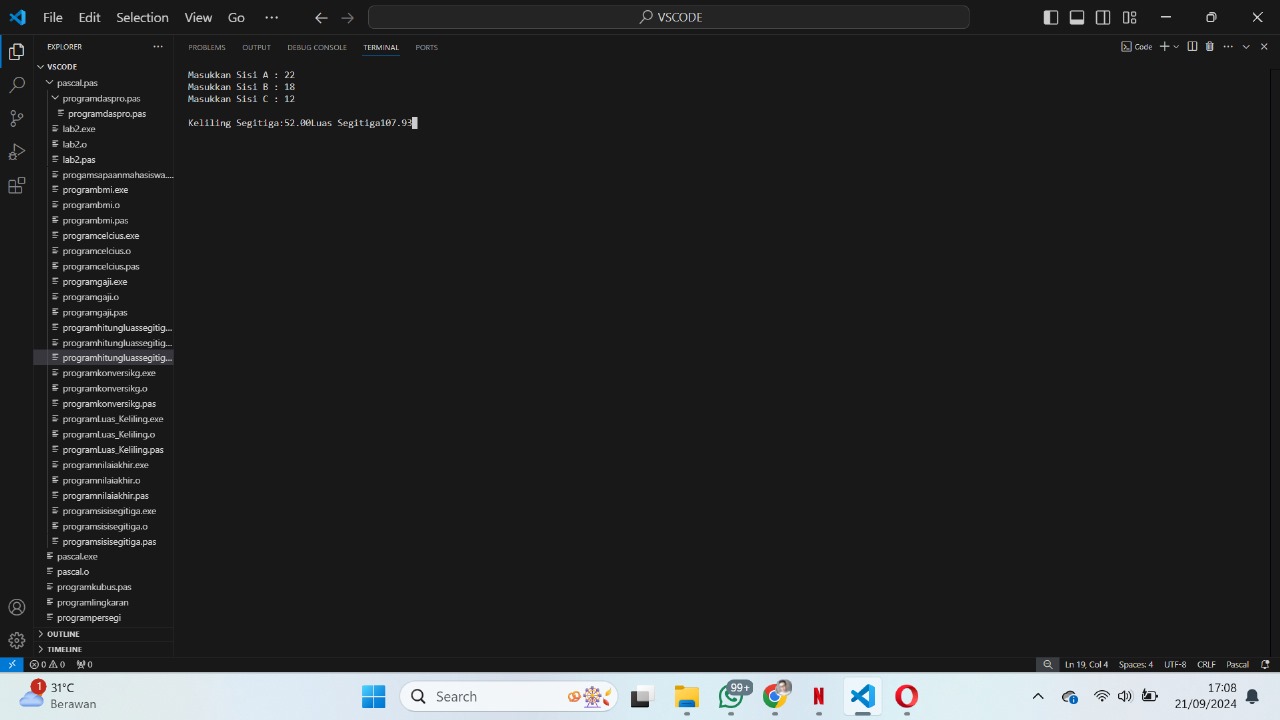 File Edit Selection View Go ...
VSCODE
EXPLORER ...
PROBLEMS OUTPUT DEBUG CONSOLE TERMINAL PORTS
Code
VSCODE
pascal.pas
programdaspro.pas
programdaspro.pas
lab2.exe
lab2.o
lab2.pas
progamsapaanmahasiswa....
programbmi.exe
programbmi.o
programbmi.pas
programcelcius.exe
programcelcius.o
programcelcius.pas
programgaji.exe
programgaji.o
programgaji.pas
programhitungluassegitig...
programhitungluassegitig...
programhitungluassegitig...
programkonversikg.exe
programkonversikg.o
programkonversikg.pas
programLuas_Keliling.exe
programLuas_Keliling.o
programLuas_Keliling.pas
programnilaiakhir.exe
programnilaiakhir.o
programnilaiakhir.pas
programsisisegitiga.exe
programsisisegitiga.o
programsisisegitiga.pas
pascal.exe
pascal.o
programkubus.pas
programlingkaran
programpersegi
OUTLINE
TIMELINE
Masukkan Sisi A : 22
Masukkan Sisi B : 18
Masukkan Sisi C : 12
Keliling Segitiga:52.00Luas Segitiga107.93
0 0 0
Ln 19, Col 4 Spaces: 4 UTF-8 CRLF Pascal
1
31°C
Berawan
Search
99+
N
17:08
21/09/2024